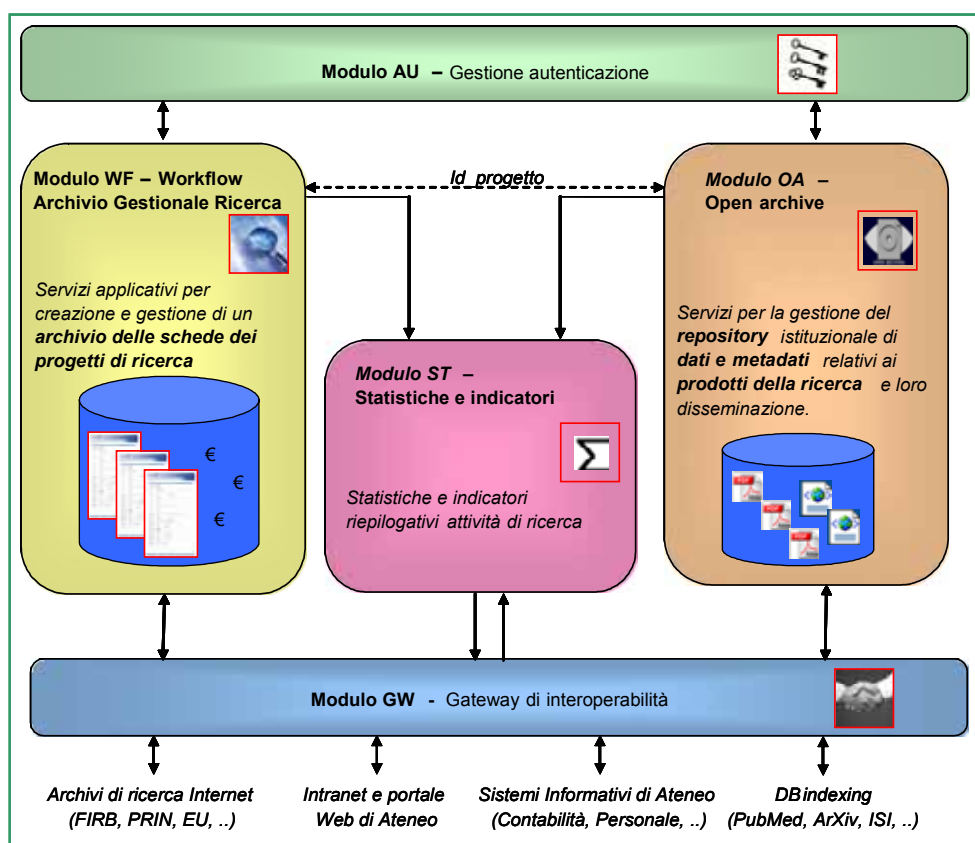 Modulo AU – Gestione autenticazione
Modulo WF – Workflow
Archivio Gestionale Ricerca
Id_progetto
Modulo OA –
Open archive
Servizi applicativi per
creazione e gestione di un
archivio delle schede dei
progetti di ricerca
€
€
€
Modulo ST –
Statistiche e indicatori
Σ
Statistiche e indicatori
riepilogativi attività di ricerca
Servizi per la gestione del
repository istituzionale di
dati e metadati relativi ai
prodotti della ricerca e loro
disseminazione.
Modulo GW - Gateway di interoperabilità
Archivi di ricerca Internet
(FIRB, PRIN, EU, ..)
Intranet e portale
Web di Ateneo
Sistemi Informativi di Ateneo
(Contabilità, Personale, ..)
DBindexing
(PubMed, ArXiv, ISI, ..)